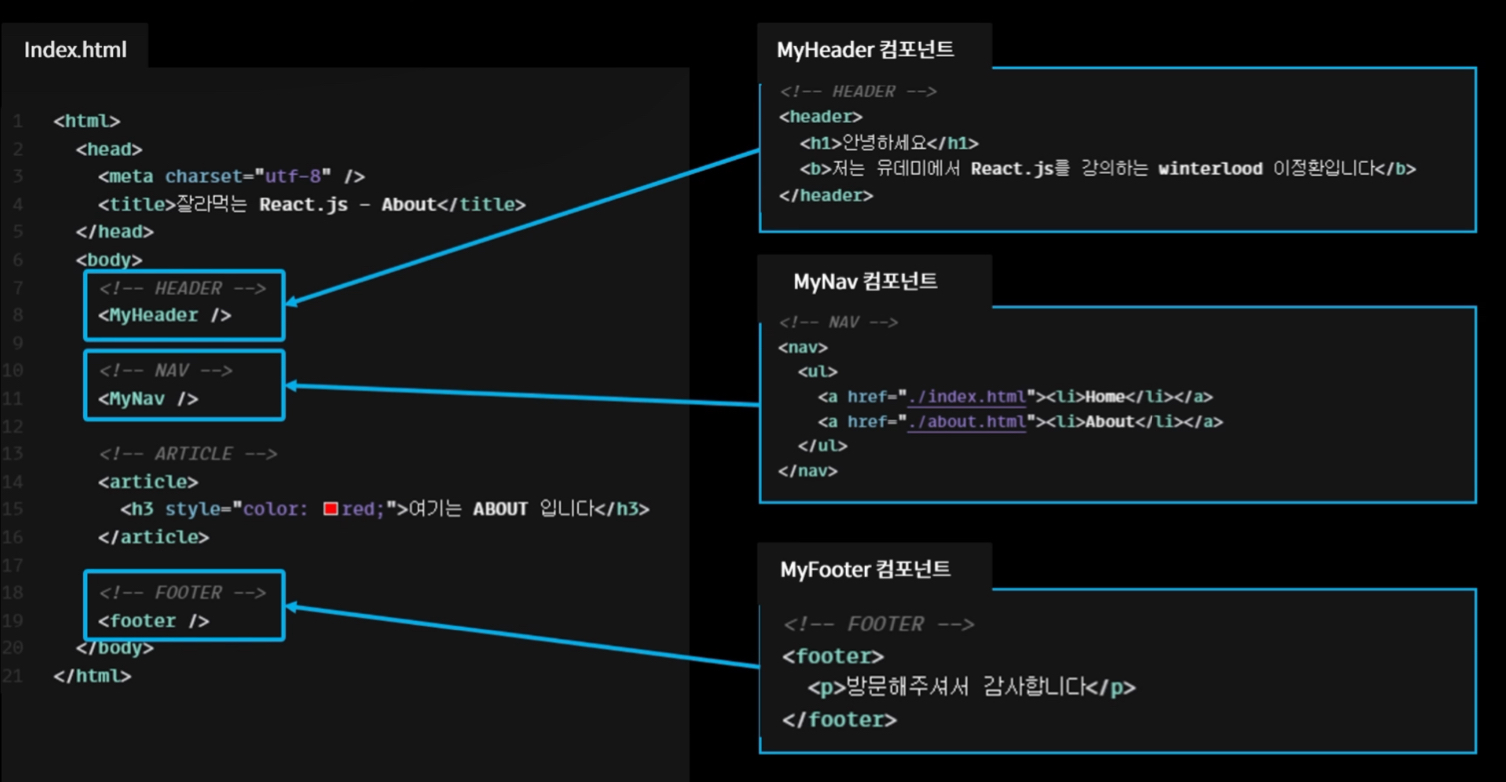 Index.html
1 <html>
2 <head>
3 <meta charset="utf-8" />
4 <title>잘라먹는 React.js - About</title>
5 </head>
6 <body>
7 <!-- HEADER -->
8 <MyHeader />
9
10 <!-- NAV -->
11 <MyNav />
12
13 <!-- ARTICLE -->
14 <article>
15 <h3 style="color: red;">여기는 ABOUT 입니다</h3>
16 </article>
17
18 <!-- FOOTER -->
19 <footer />
20 </body>
21 </html>
MyHeader 컴포넌트
<!-- HEADER -->
<header>
<h1>안녕하세요</h1>
<b>저는 유데미에서 React.js를 강의하는 winterlood 이정환입니다</b>
</header>
MyNav 컴포넌트
<!-- NAV -->
<nav>
<ul>
<a href="./index.html"><li>Home</li></a>
<a href="./about.html"><li>About</li></a>
</ul>
</nav>
MyFooter 컴포넌트
<!-- FOOTER -->
<footer>
<p>방문해주셔서 감사합니다</p>
</footer>